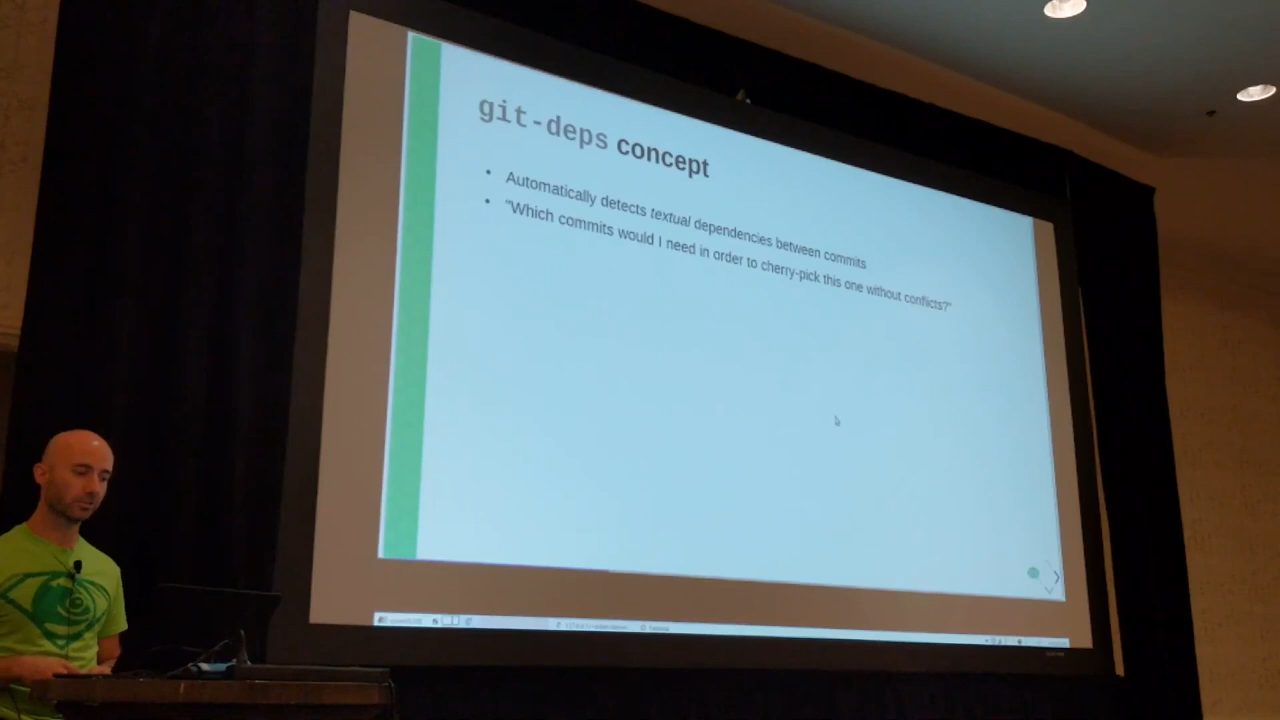 git-deps concept
Automatically detects textual dependencies between commits
"Which commits would I need in order to cherry-pick this one without conflicts?"